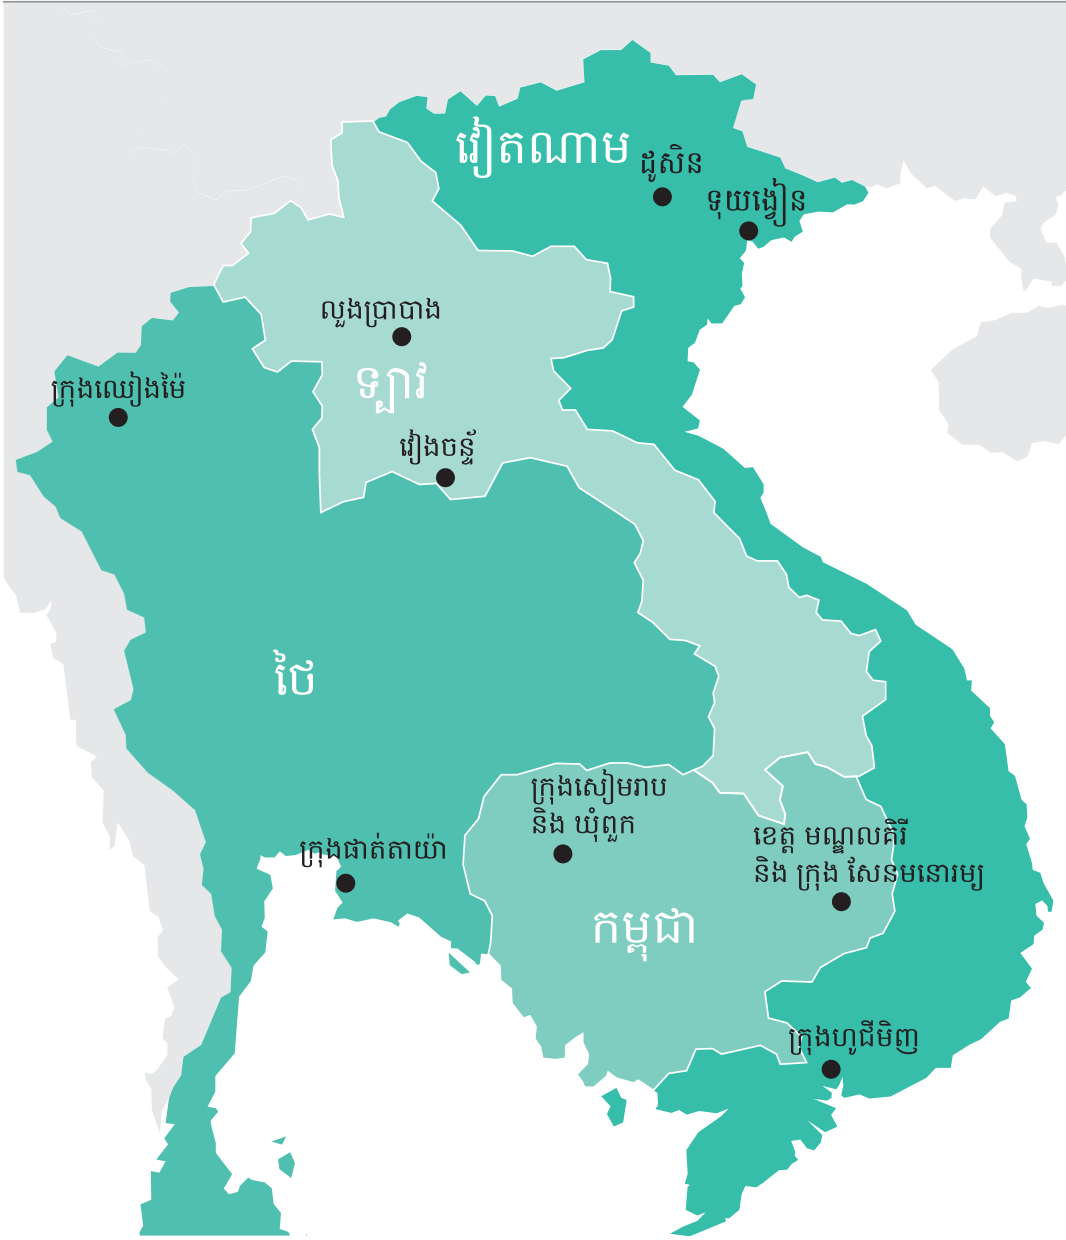 វៀតណាម
ដូសិន
ទុយង្វៀន
លួងប្រាបាង
ឡាវ
ក្រុងឈៀងម៉ៃ
វៀងចន្ទ័
ថៃ
ក្រុងសៀមរាប
និង ឃុំពួក
ក្រុងផាត់តាយ៉ា
ខេត្ត មណ្ឌលគិរី
និង ក្រុង សែនមនោរម្យ
កម្ពុជា
ក្រុងហូជីមិញ